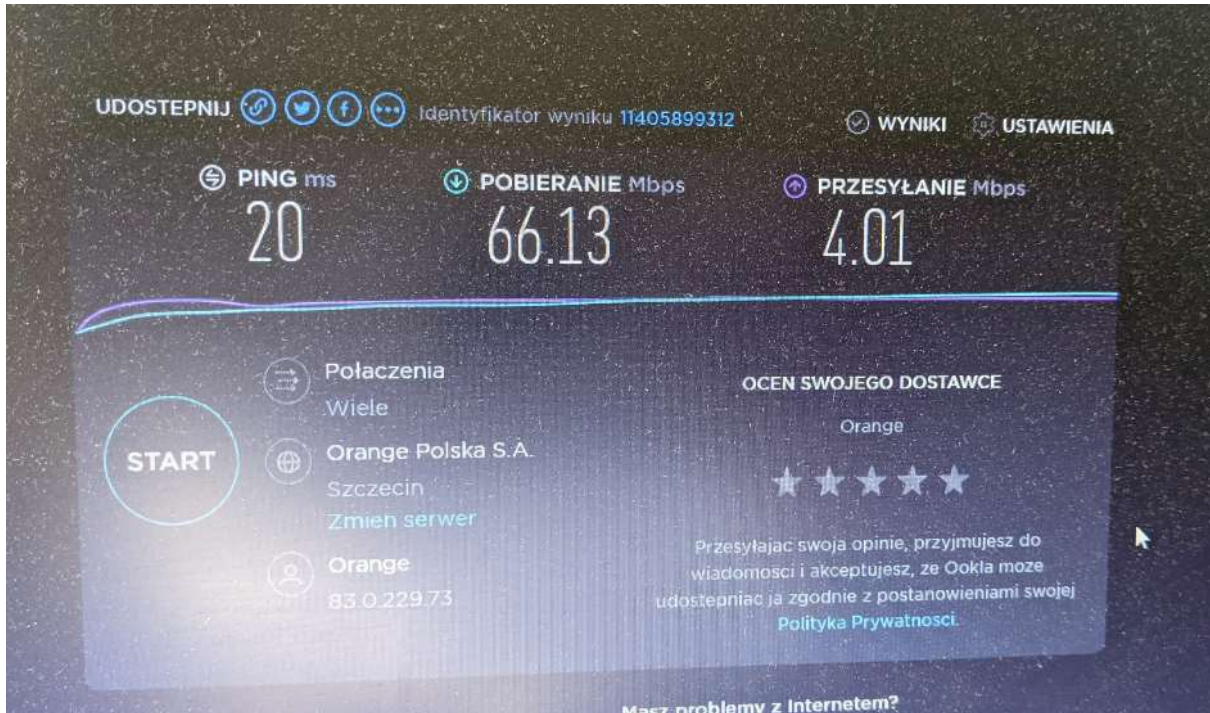 UDOSTEPNIJ Identyfikator wyniku 11405899312
WYNIKI USTAWIENIA
PING ms
20
POBIERANIE Mbps
66.13
PRZESYŁANIE Mbps
4.01
START
Połaczenia
Wiele
Orange Polska S.A.
Szczecin
Zmien serwer
Orange
83.0.229.73
OCEN SWOJEGO DOSTAWCE
Orange
Przesyłajac swoja opinie, przyjmujesz do
wiadomosci i akceptujesz, ze Ookla moze
udostepniac ja zgodnie z postanowieniami swojej
Polityka Prywatnosci.
Masz problemy z Internetem?